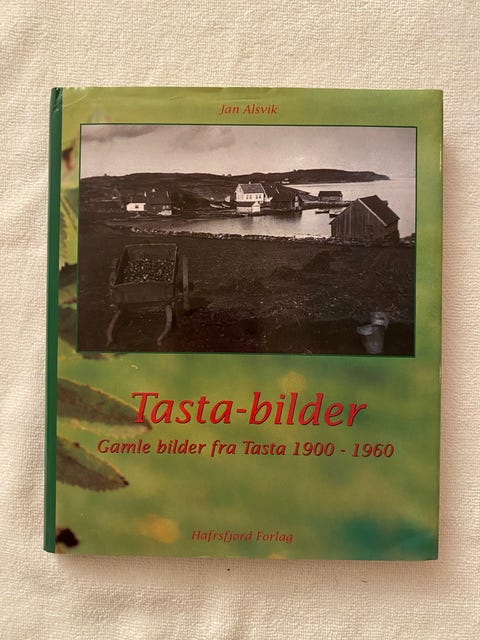 Jan Alsvik
Tasta-bilder
Gamle bilder fra Tasta 1900 - 1960
Hafrsfjord Forlag